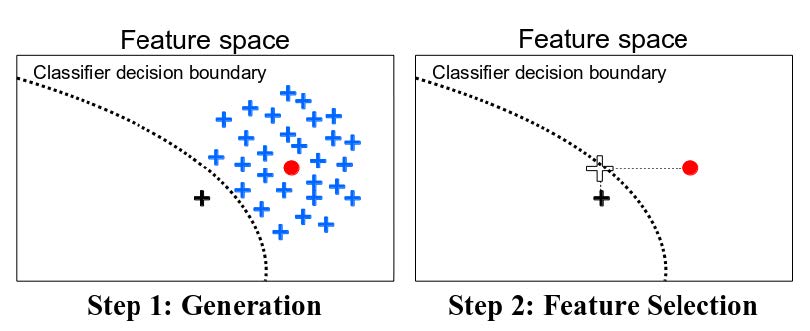 Feature space
Classifier decision boundary
Step 1: Generation
Feature space
Classifier decision boundary
Step 2: Feature Selection